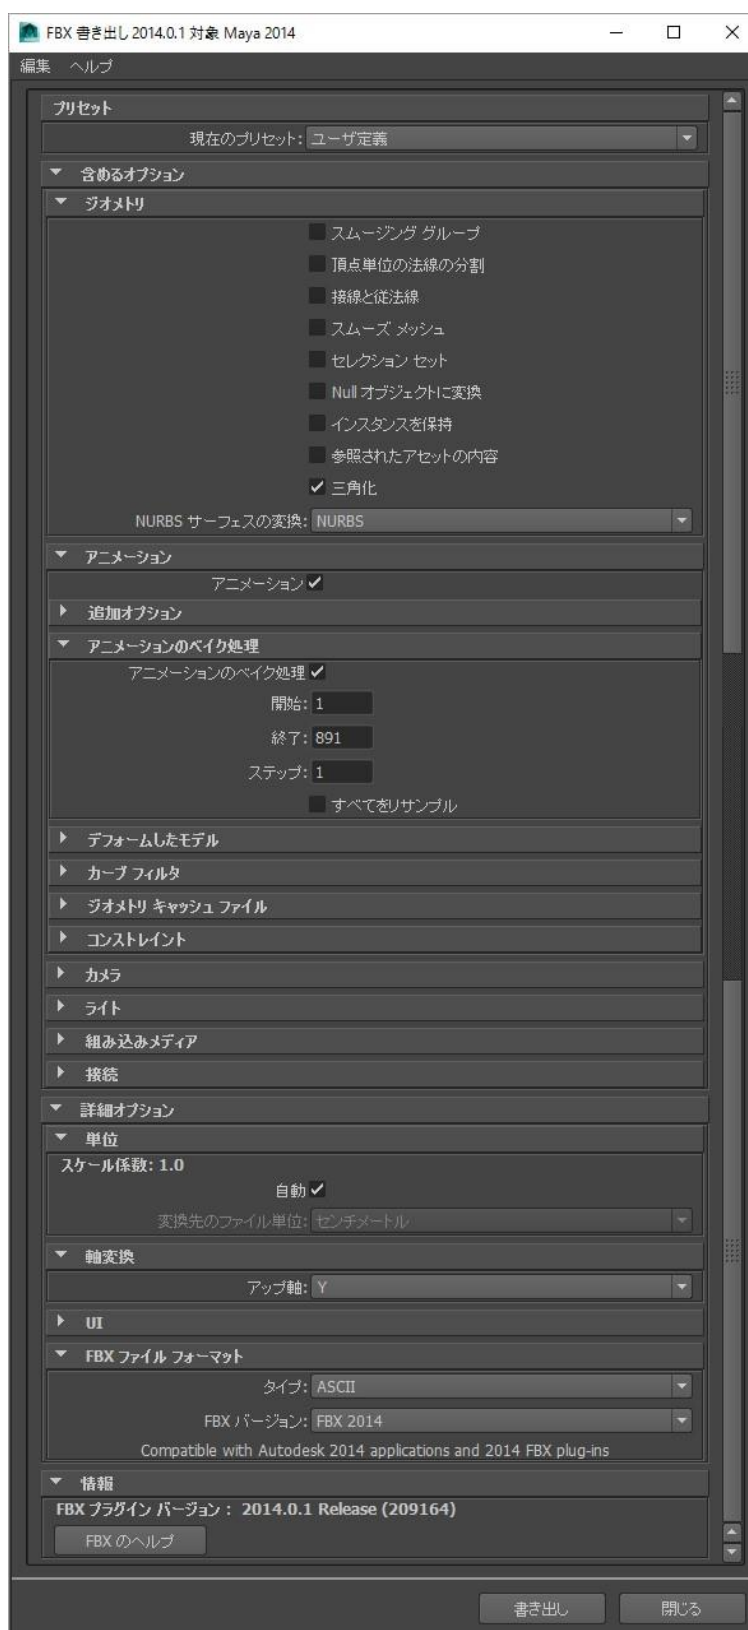 FBX 書き出し 2014.0.1 対象 Maya 2014
編集 ヘルプ
プリセット
現在のプリセット: ユーザ定義
含めるオプション
ジオメトリ
スムージング グループ
頂点単位の法線の分割
接線と従法線
スムーズ メッシュ
セレクション セット
Null オブジェクトに変換
インスタンスを保持
参照されたアセットの内容
三角化
NURBS サーフェスの変換: NURBS
アニメーション
アニメーション
追加オプション
アニメーションのベイク処理
アニメーションのベイク処理
開始: 1
終了: 891
ステップ: 1
すべてをリサンプル
デフォームしたモデル
カーブ フィルタ
ジオメトリ キャッシュ ファイル
コンストレイント
カメラ
ライト
組み込みメディア
接続
詳細オプション
単位
スケール係数: 1.0
自動
変換先のファイル単位: センチメートル
軸変換
アップ軸: Y
UI
FBX ファイル フォーマット
タイプ: ASCII
FBX バージョン: FBX 2014
Compatible with Autodesk 2014 applications and 2014 FBX plug-ins
情報
FBX プラグイン バージョン : 2014.0.1 Release (209164)
FBX のヘルプ
書き出し 閉じる